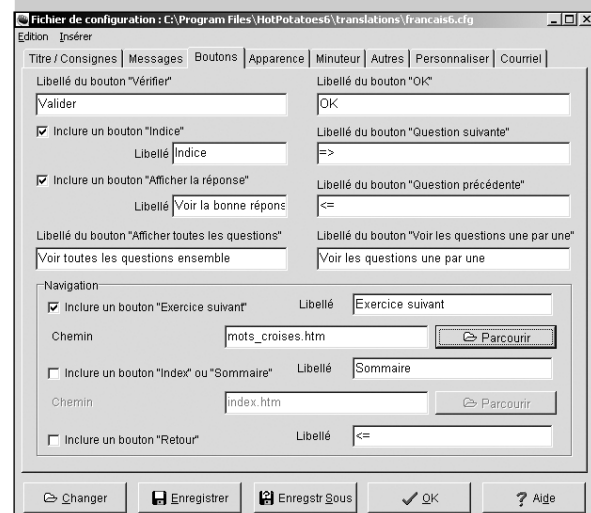 Fichier de configuration : C:\Program Files\HotPotatoes6\translations\francais6.cfg
Edition Insérer
Titre / Consignes Messages Boutons Apparence Minuteur Autres Personnaliser Courriel
Libellé du bouton "Vérifier" Libellé du bouton "OK"
Valider OK
Inclure un bouton "Indice" Libellé du bouton "Question suivante"
Libellé Indice =>
Inclure un bouton "Afficher la réponse" Libellé du bouton "Question précédente"
Libellé Voir la bonne répons <=
Libellé du bouton "Afficher toutes les questions" Libellé du bouton "Voir les questions une par une"
Voir toutes les questions ensemble Voir les questions une par une
Navigation
Inclure un bouton "Exercice suivant" Libellé Exercice suivant
Chemin mots_croises.htm Parcourir
Inclure un bouton "Index" ou "Sommaire" Libellé Sommaire
Chemin index.htm Parcourir
Inclure un bouton "Retour" Libellé <=
Changer Enregistrer Enregstr Sous OK Aide